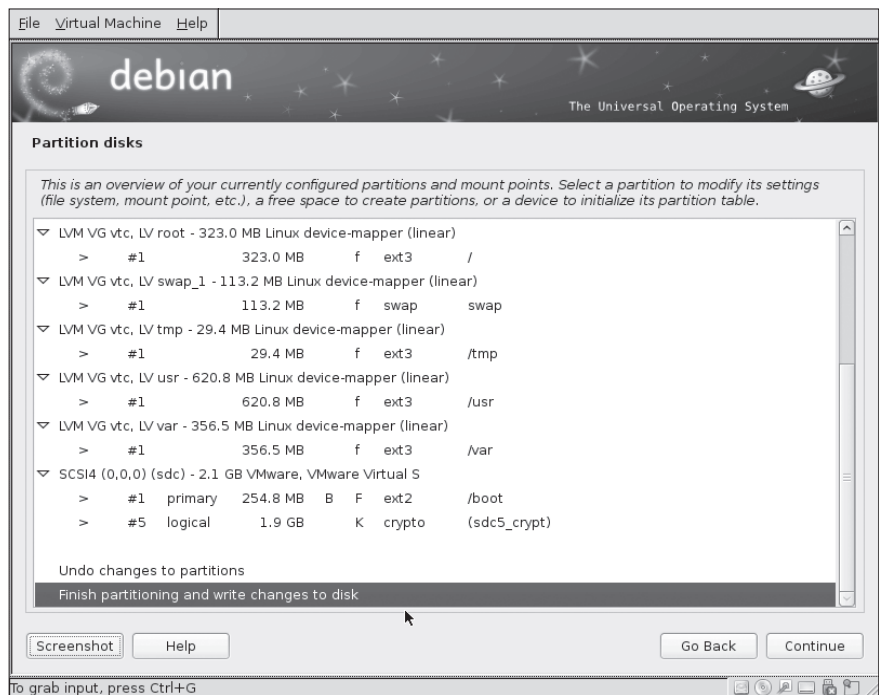 File Virtual Machine Help
debian
The Universal Operating System
Partition disks
This is an overview of your currently configured partitions and mount points. Select a partition to modify its settings
(file system, mount point, etc.), a free space to create partitions, or a device to initialize its partition table.
LVM VG vtc, LV root - 323.0 MB Linux device-mapper (linear)
> #1 323.0 MB f ext3 /
LVM VG vtc, LV swap_1 - 113.2 MB Linux device-mapper (linear)
> #1 113.2 MB f swap swap
LVM VG vtc, LV tmp - 29.4 MB Linux device-mapper (linear)
> #1 29.4 MB f ext3 /tmp
LVM VG vtc, LV usr - 620.8 MB Linux device-mapper (linear)
> #1 620.8 MB f ext3 /usr
LVM VG vtc, LV var - 356.5 MB Linux device-mapper (linear)
> #1 356.5 MB f ext3 /var
SCSI4 (0,0,0) (sdc) - 2.1 GB VMware, VMware Virtual S
> #1 primary 254.8 MB B F ext2 /boot
> #5 logical 1.9 GB K crypto (sdc5_crypt)
Undo changes to partitions
Finish partitioning and write changes to disk
Screenshot Help Go Back Continue
To grab input, press Ctrl+G